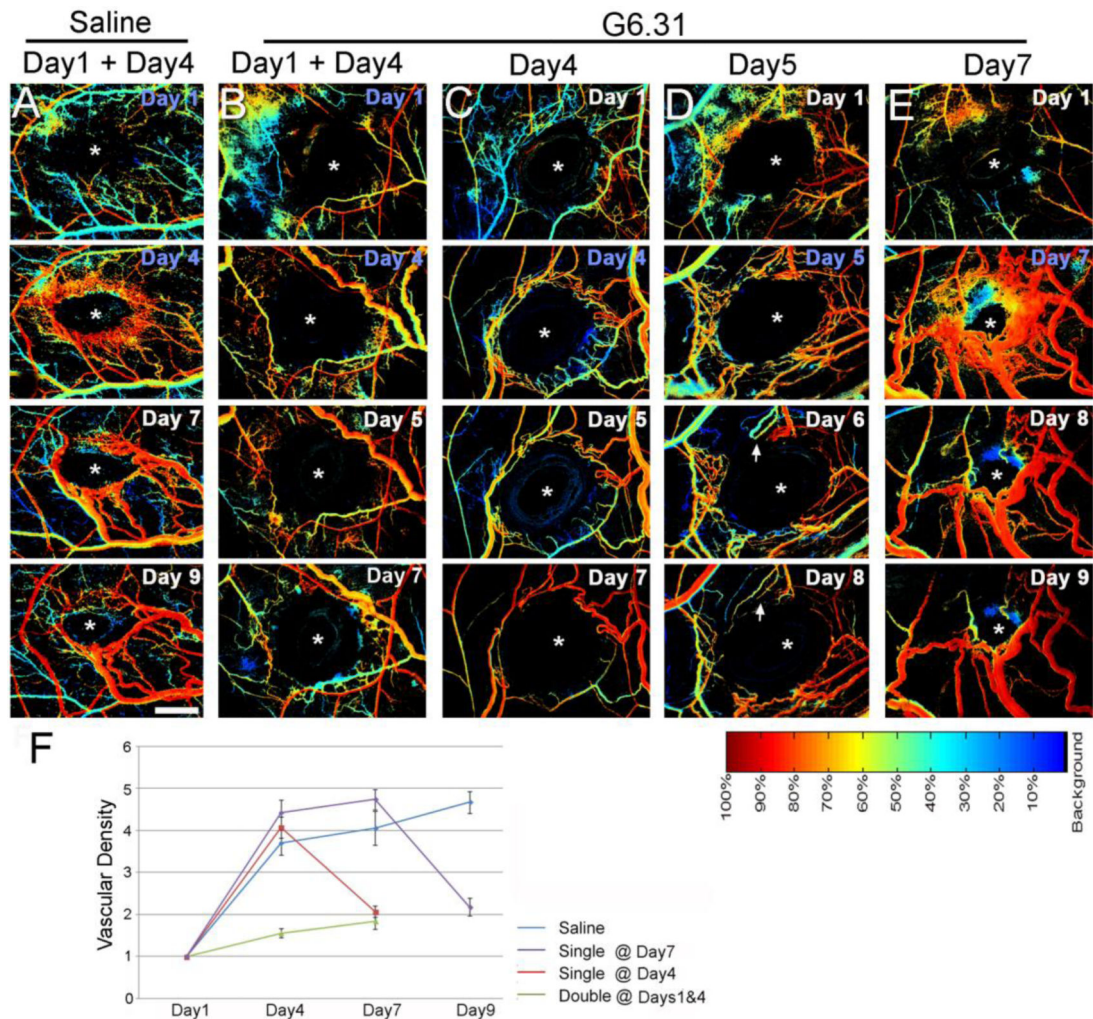 Saline
G6.31
Day1 + Day4
Day1 + Day4
Day4
Day5
Day7
A Day 1
B Day 1
C Day 1
D Day 1
E Day 1
Day 4
Day 4
Day 4
Day 5
Day 7
Day 7
Day 5
Day 5
Day 6
Day 8
Day 9
Day 7
Day 7
Day 8
Day 9
F
Vascular Density
6
5
4
3
2
1
0
Day1 Day4 Day7 Day9
Saline
Single @ Day7
Single @ Day4
Double @ Days1&4
100% 90% 80% 70% 60% 50% 40% 30% 20% 10% Background